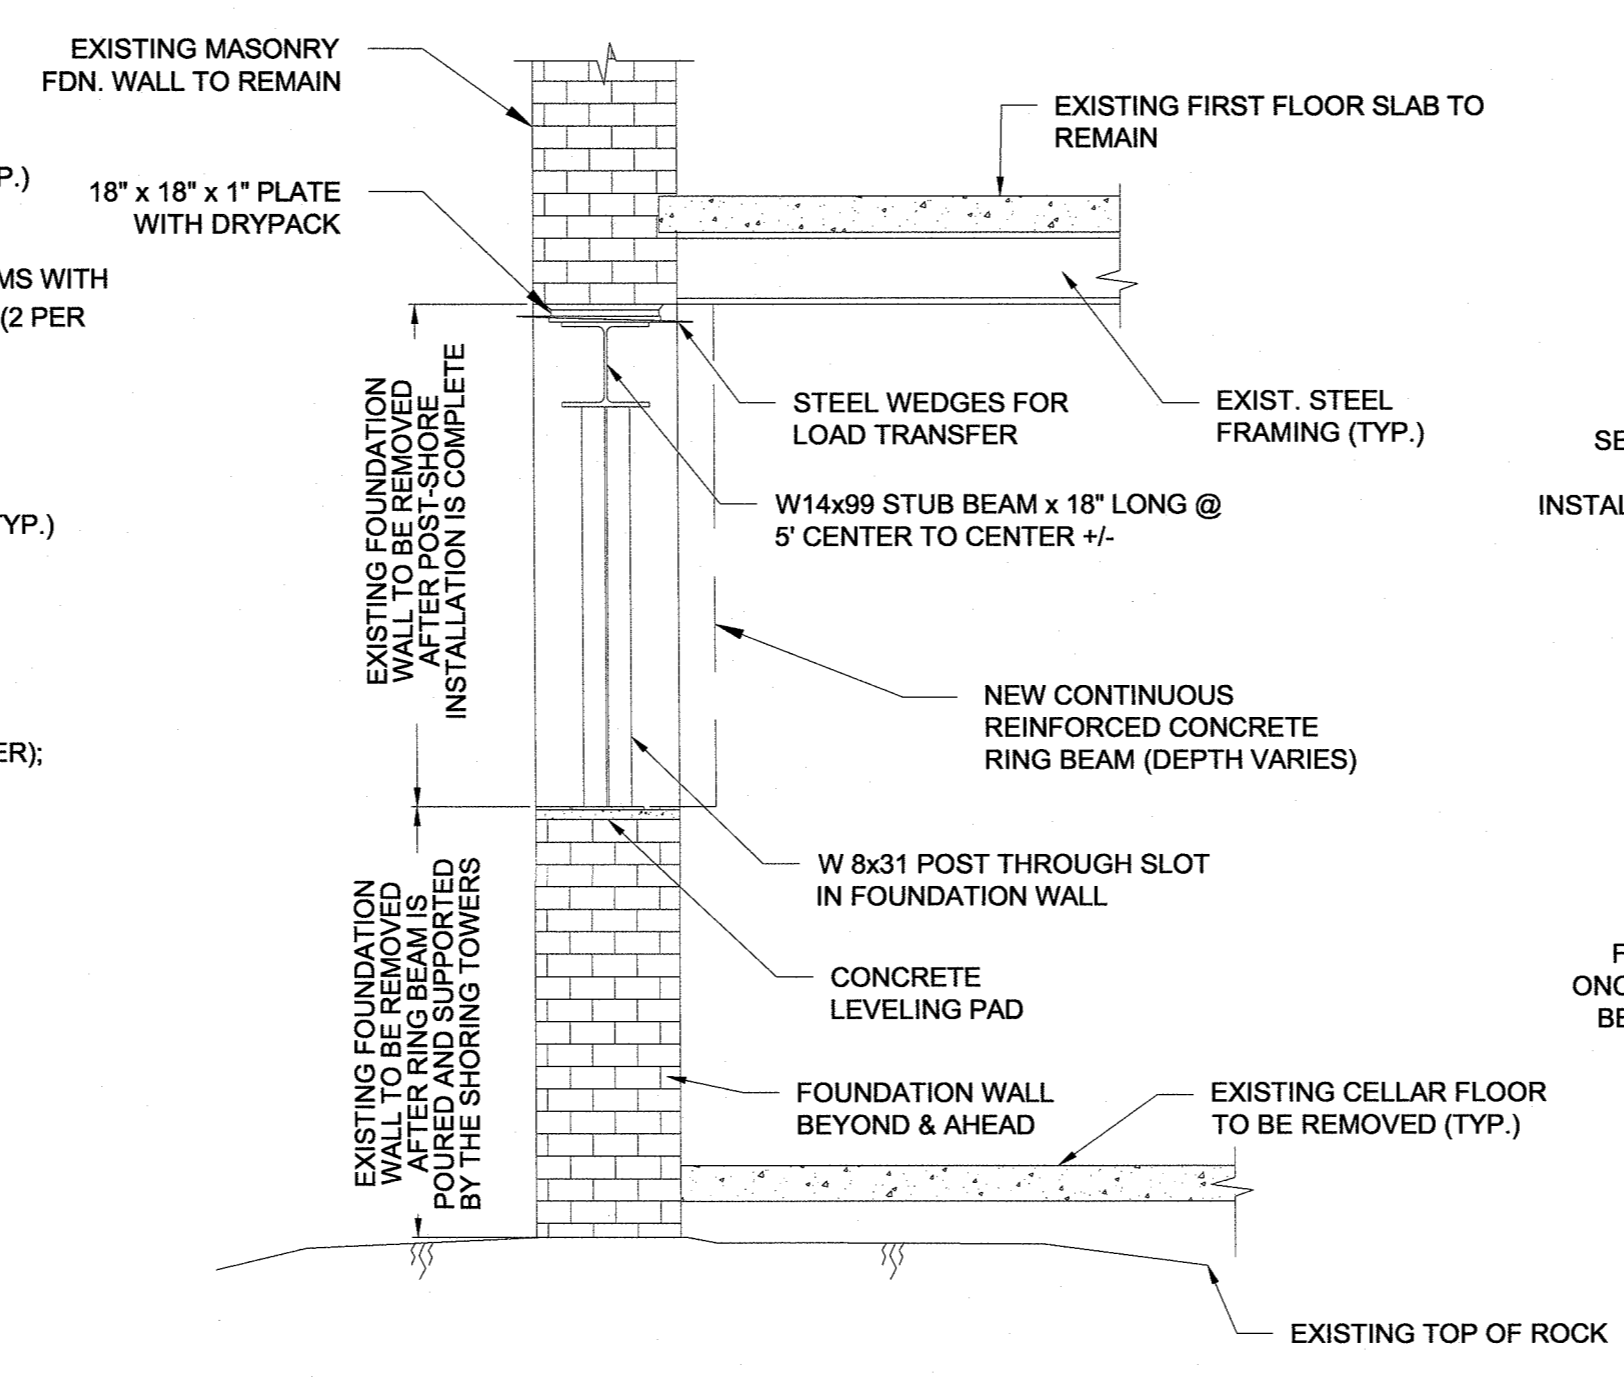 EXISTING MASONRY
FDN. WALL TO REMAIN
EXISTING FIRST FLOOR SLAB TO
REMAIN
P.)
18" x 18" x 1" PLATE
WITH DRYPACK
MS WITH
(2 PER
EXISTING FOUNDATION
WALL TO BE REMOVED
AFTER POST-SHORE
INSTALLATION IS COMPLETE
STEEL WEDGES FOR
LOAD TRANSFER
EXIST. STEEL
FRAMING (TYP.)
SE
INSTAL
W14x99 STUB BEAM x 18" LONG @
5' CENTER TO CENTER +/-
TYP.)
NEW CONTINUOUS
REINFORCED CONCRETE
RING BEAM (DEPTH VARIES)
ER);
W 8x31 POST THROUGH SLOT
IN FOUNDATION WALL
EXISTING FOUNDATION
WALL TO BE REMOVED
AFTER RING BEAM IS
POURED AND SUPPORTED
BY THE SHORING TOWERS
CONCRETE
LEVELING PAD
F
ONC
BE
FOUNDATION WALL
BEYOND & AHEAD
EXISTING CELLAR FLOOR
TO BE REMOVED (TYP.)
EXISTING TOP OF ROCK